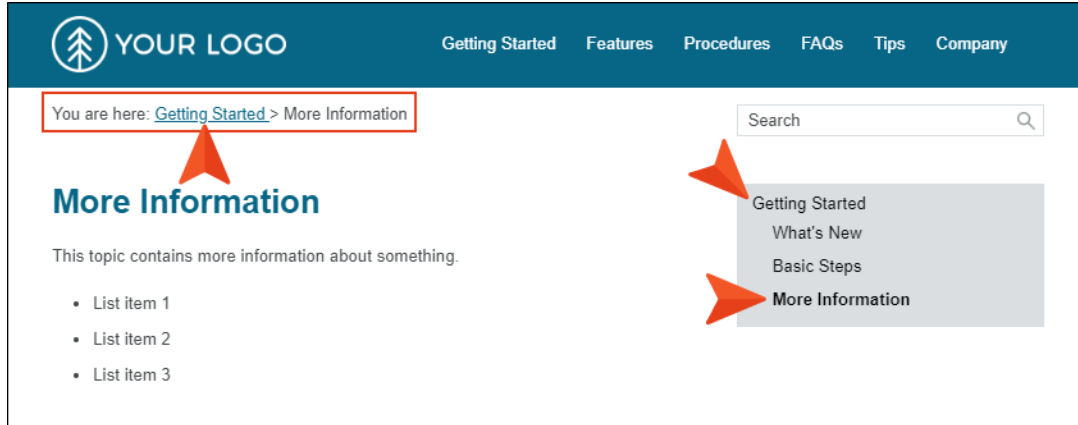 YOUR LOGO
Getting Started Features Procedures FAQs Tips Company
You are here: Getting Started > More Information
Search
More Information
This topic contains more information about something.
• List item 1
• List item 2
• List item 3
Getting Started
What's New
Basic Steps
More Information